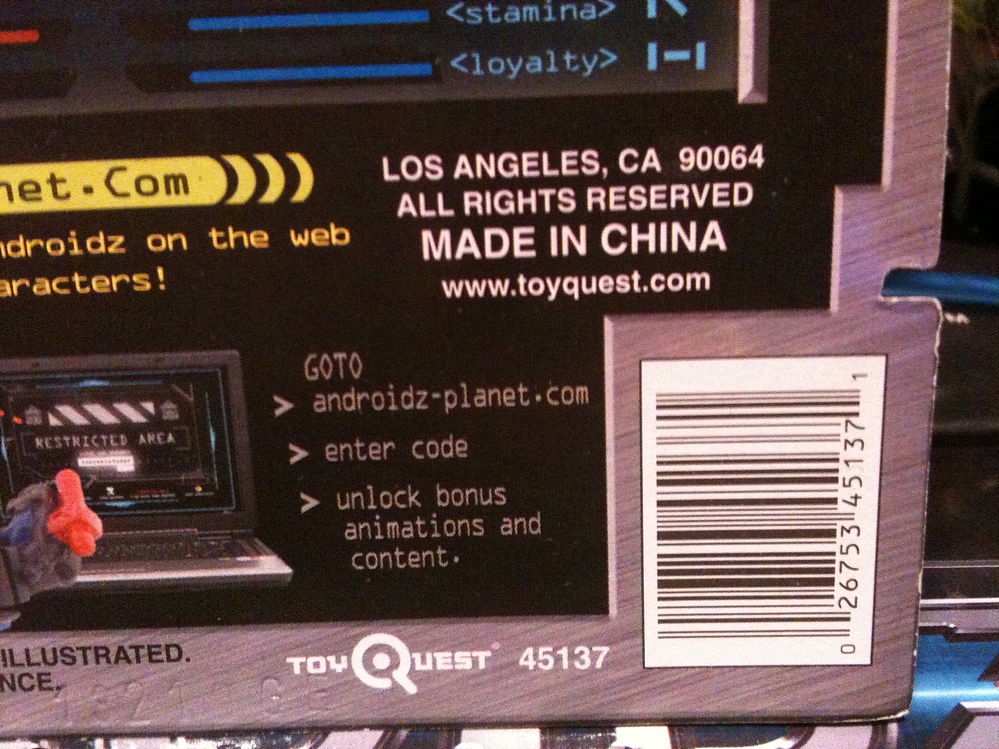 <stamina>
<loyalty>
net.Com
ndroidz on the web
aracters!
LOS ANGELES, CA 90064
ALL RIGHTS RESERVED
MADE IN CHINA
www.toyquest.com
RESTRICTED AREA
GOTO
> androidz-planet.com
> enter code
> unlock bonus
animations and
content.
ILLUSTRATED.
NCE.
TOYQUEST 45137
0 26753 45137 1